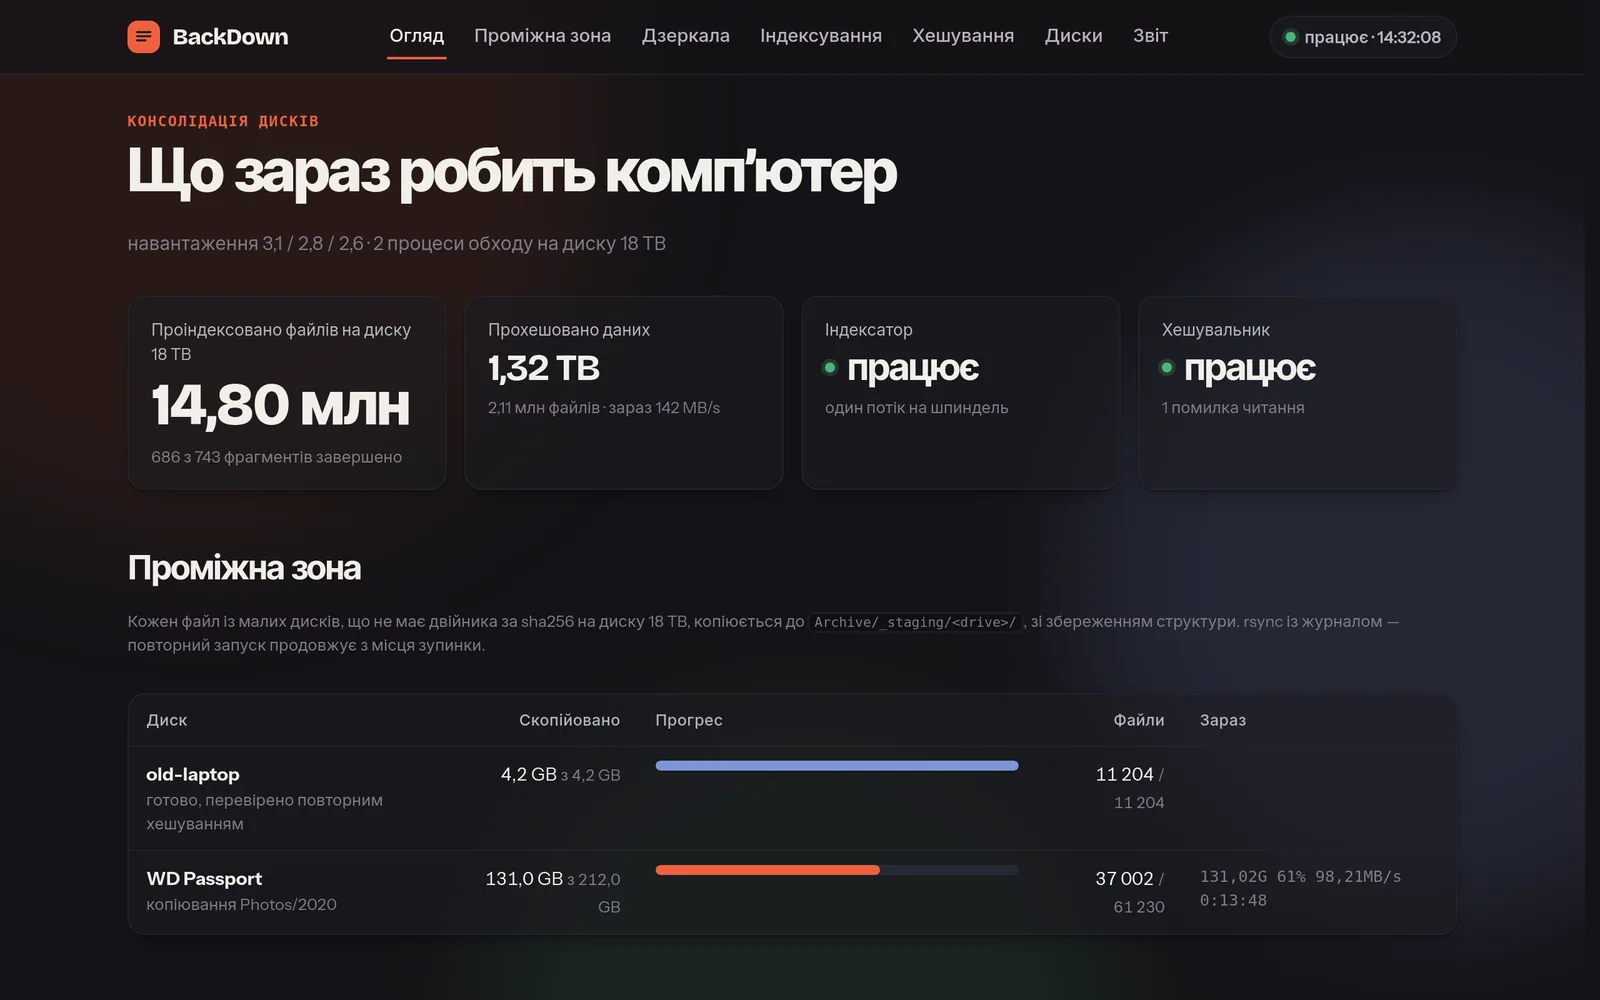 BackDown
Огляд
Проміжна зона
Дзеркала
Індексування
Хешування
Диски
Звіт
працює · 14:32:08
КОНСОЛІДАЦІЯ ДИСКІВ
Що зараз робить комп’ютер
навантаження 3,1 / 2,8 / 2,6 · 2 процеси обходу на диску 18 TB
Проіндексовано файлів на диску
18 TB
14,80 млн
686 з 743 фрагментів завершено
Прохешовано даних
1,32 TB
2,11 млн файлів · зараз 142 MB/s
Індексатор
працює
один потік на шпиндель
Хешувальник
працює
1 помилка читання
Проміжна зона
Кожен файл із малих дисків, що не має двійника за sha256 на диску 18 TB, копіюється до Archive/_staging/<drive>/, зі збереженням структури. rsync із журналом —
повторний запуск продовжує з місця зупинки.
Диск
Скопійовано
Прогрес
Файли
Зараз
old-laptop
готово, перевірено повторним
хешуванням
4,2 GB з 4,2 GB
11 204 /
11 204
WD Passport
копіювання Photos/2020
131,0 GB з 212,0
GB
37 002 /
61 230
131,02G 61% 98,21MB/s
0:13:48